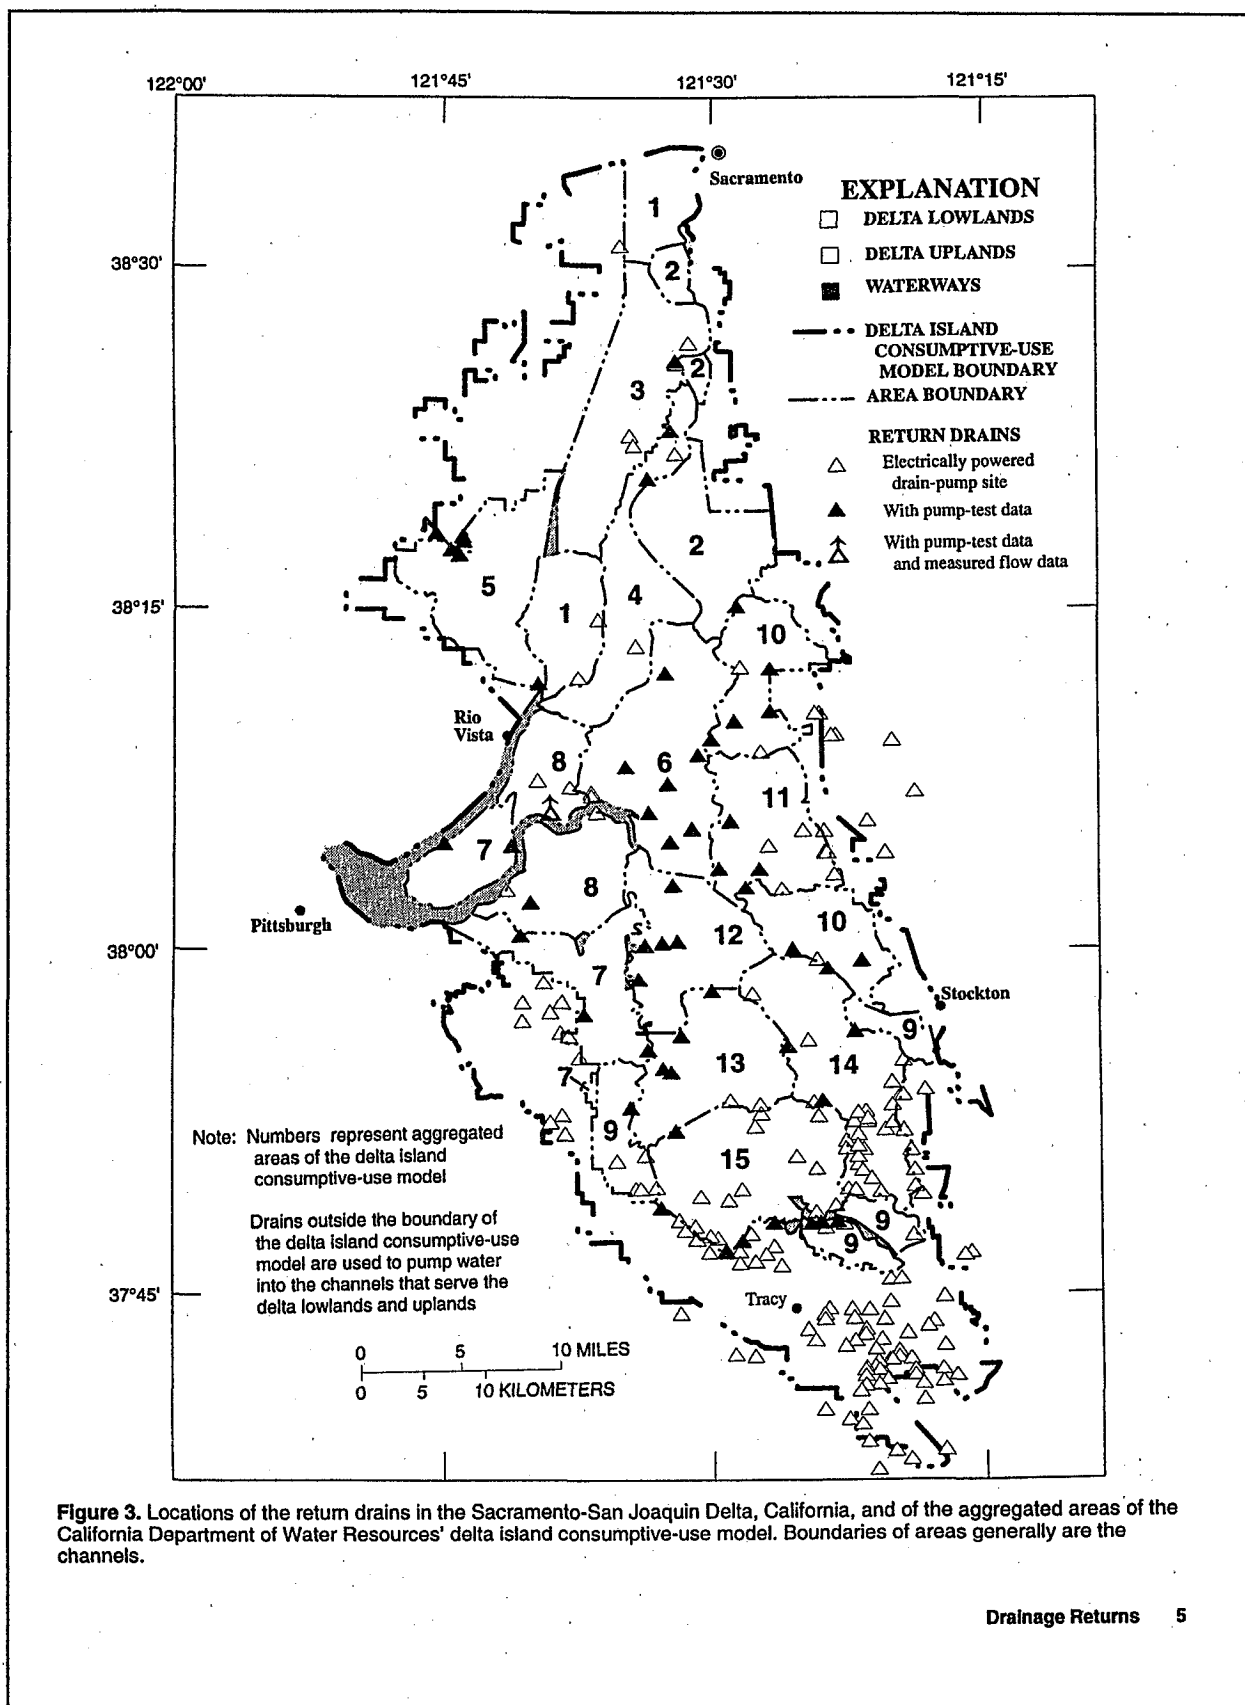 122°00' 121°45' 121°30' 121°15'
Sacramento
EXPLANATION
DELTA LOWLANDS
DELTA UPLANDS
WATERWAYS
DELTA ISLAND
CONSUMPTIVE-USE
MODEL BOUNDARY
AREA BOUNDARY
RETURN DRAINS
Electrically powered
drain-pump site
With pump-test data
With pump-test data
and measured flow data
38°30'
38°15'
38°00'
37°45'
1
2
2
3
5
2
1
4
10
Rio
Vista
8
6
11
7
8
Pittsburgh
12
10
7
Stockton
9
13
14
7
9
15
9
9
Tracy
Note: Numbers represent aggregated
areas of the delta island
consumptive-use model
Drains outside the boundary of
the delta island consumptive-use
model are used to pump water
into the channels that serve the
delta lowlands and uplands
0 5 10 MILES
0 5 10 KILOMETERS
Figure 3. Locations of the return drains in the Sacramento-San Joaquin Delta, California, and of the aggregated areas of the
California Department of Water Resources' delta island consumptive-use model. Boundaries of areas generally are the
channels.
Drainage Returns 5